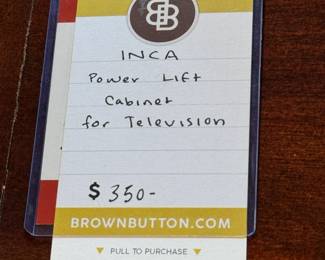 B
INCA
Power Lift
Cabinet
for Television
$ 350-
BROWNBUTTON.COM
▼ PULL TO PURCHASE ▼